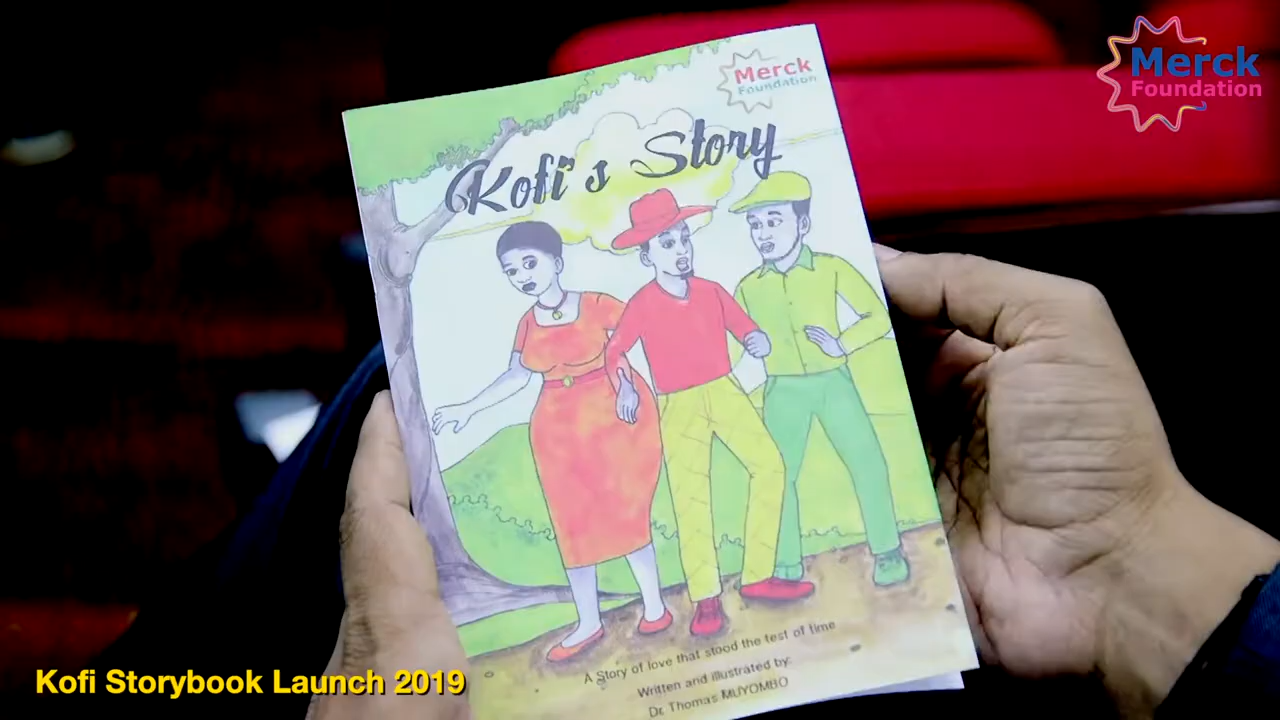 Merck
Foundation
Merck
Foundation
Kofi's Story
A Story of love that stood the test of time
Written and illustrated by:
Dr. Thomas MUYOMBO
Kofi Storybook Launch 2019